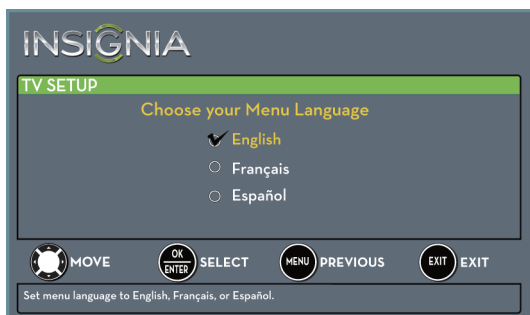 INSIGNIA
TV SETUP
Choose your Menu Language
English
Français
Español
MOVE OK ENTER SELECT MENU PREVIOUS EXIT EXIT
Set menu language to English, Français, or Español.